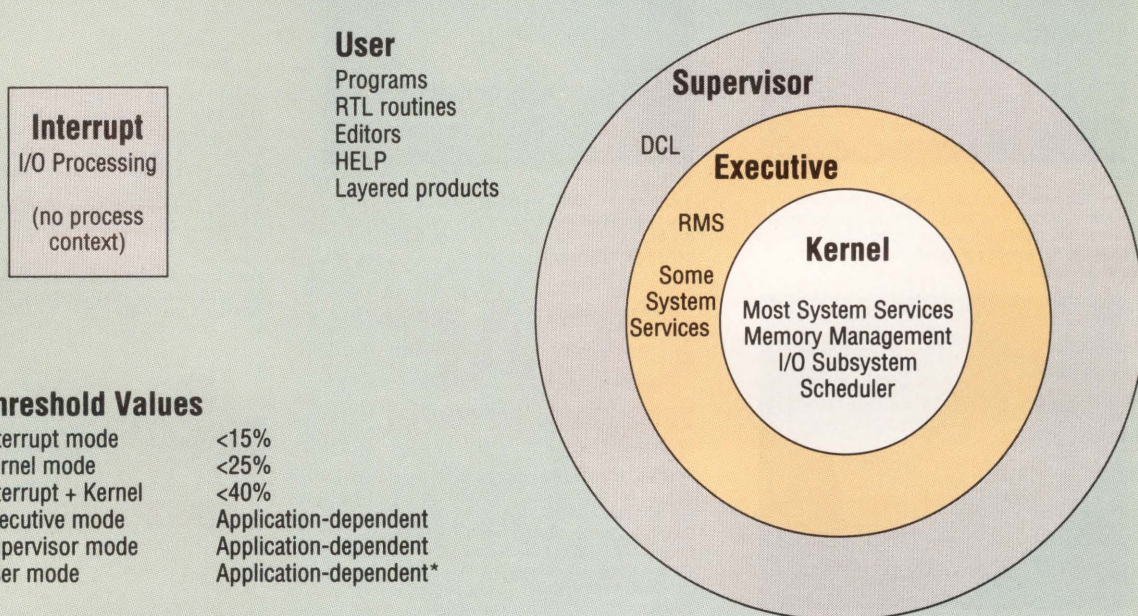 User
Programs
RTL routines
Editors
HELP
Layered products
Interrupt
I/O Processing
(no process
context)
Supervisor
DCL
Executive
RMS
Some
System
Services
Kernel
Most System Services
Memory Management
I/O Subsystem
Scheduler
hreshold Values
terrupt mode <15%
rnel mode <25%
terrupt + Kernel <40%
ecutive mode Application-dependent
pervisor mode Application-dependent
er mode Application-dependent*